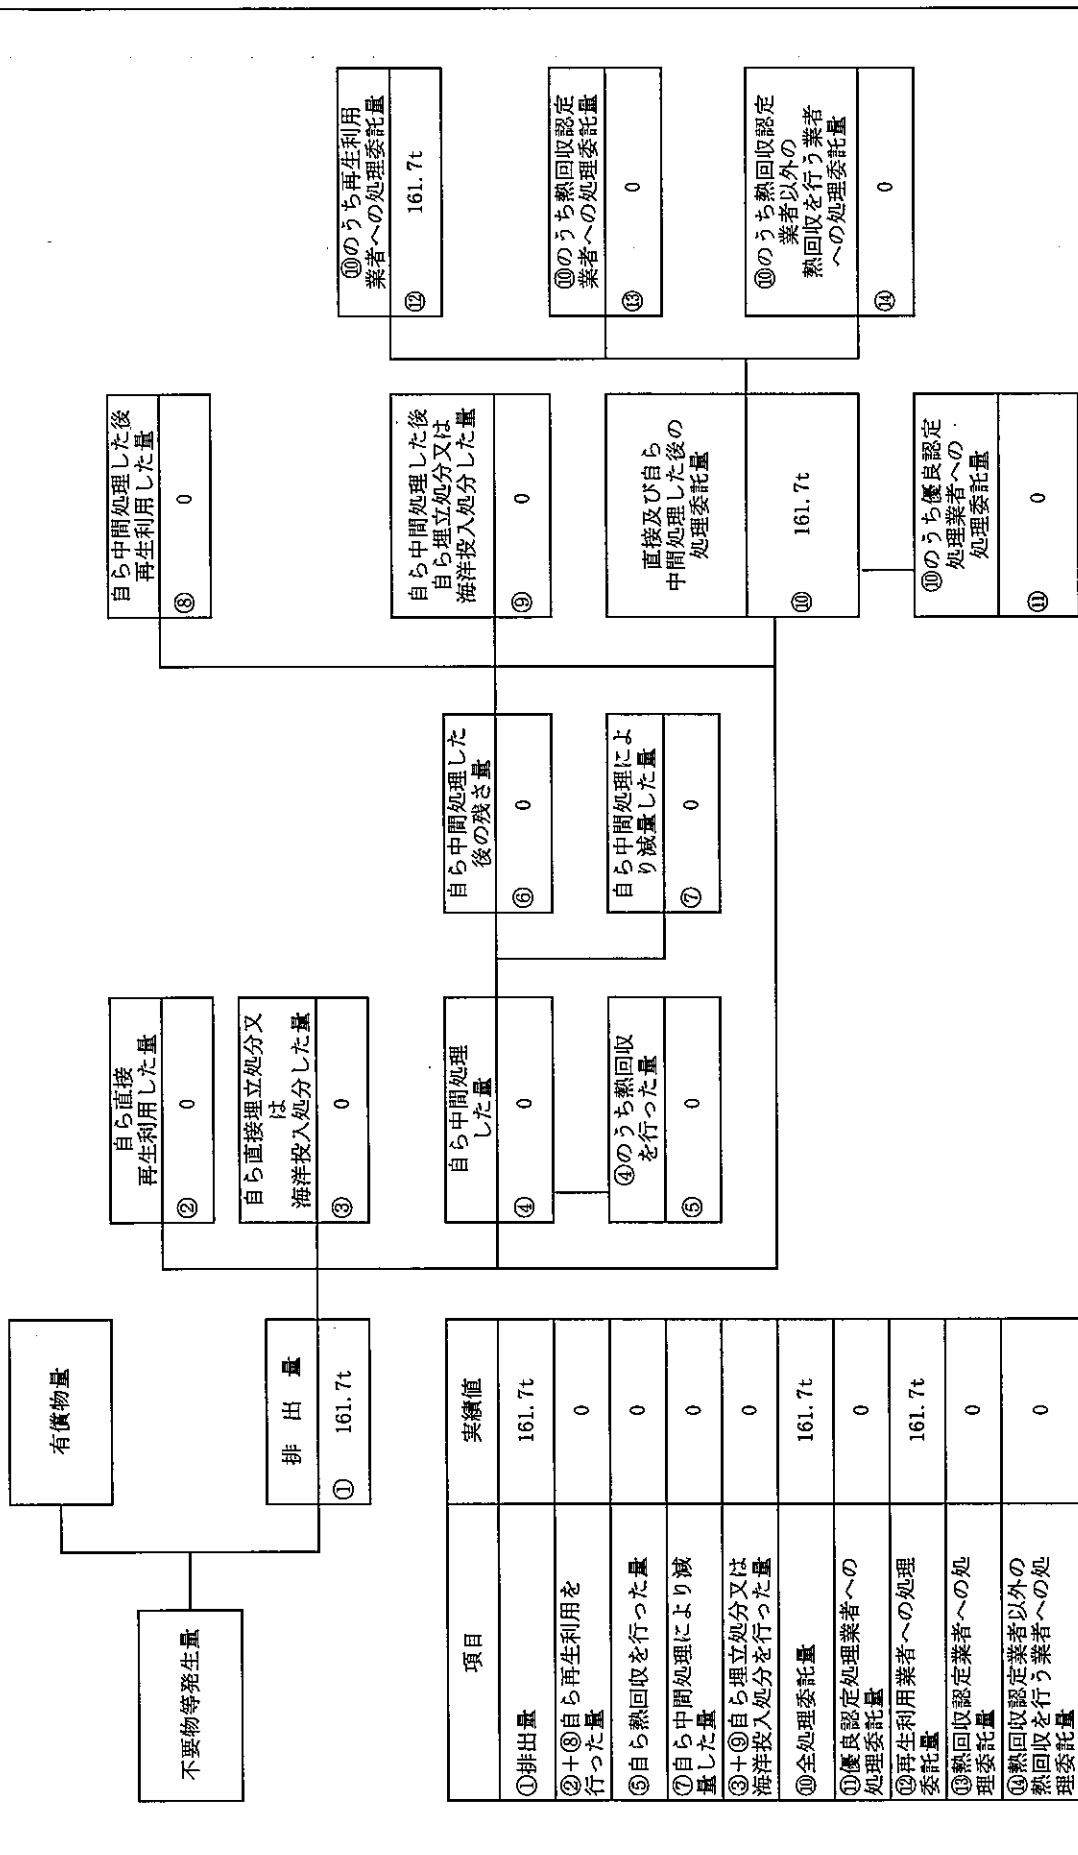 不要物等発生量
有償物量
排 出 量
① 161.7t
自ら直接
再生利用した量
② 0
自ら直接埋立処分又
は
海洋投入処分した量
③ 0
自ら中間処理
した量
④ 0
④のうち熱回収
を行った量
⑤ 0
自ら中間処理した
後の残さ量
⑥ 0
自ら中間処理によ
り減量した量
⑦ 0
自ら中間処理した後
再生利用した量
⑧ 0
自ら中間処理した後
自ら埋立処分又は
海洋投入処分した量
⑨ 0
直接及び自ら
中間処理した後の
処理委託量
⑩ 161.7t
⑩のうち優良認定
処理業者への
処理委託量
⑪ 0
⑩のうち再生利用
業者への処理委託量
⑫ 161.7t
⑩のうち熱回収認定
業者への処理委託量
⑬ 0
⑩のうち熱回収認定
業者以外の
熱回収を行う業者
への処理委託量
⑭ 0
項目 実績値
①排出量 161.7t
②+⑧自ら再生利用を
行った量 0
⑤自ら熱回収を行った量 0
⑦自ら中間処理により減
量した量 0
③+⑨自ら埋立処分又は
海洋投入処分を行った量 0
⑩全処理委託量 161.7t
⑪優良認定処理業者への
処理委託量 0
⑫再生利用業者への処理
委託量 161.7t
⑬熱回収認定業者への処
理委託量 0
⑭熱回収認定業者以外の
熱回収を行う業者への処
理委託量 0